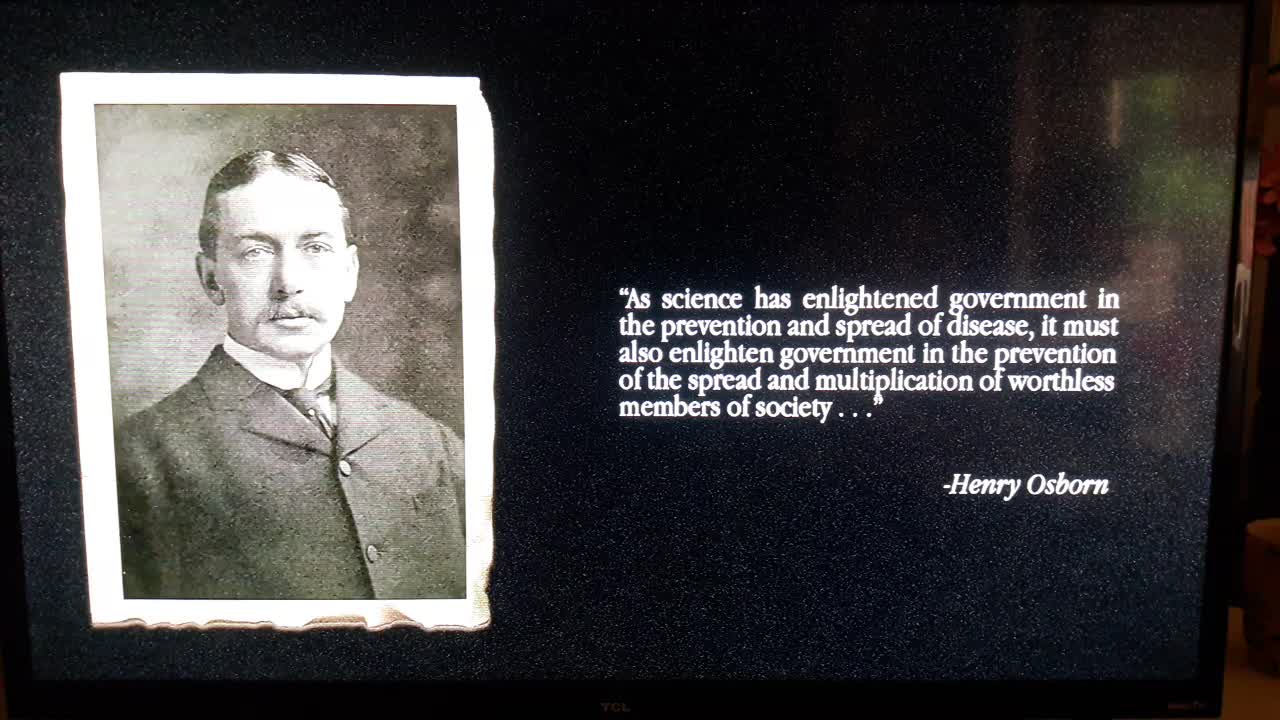 “As science has enlightened government in
the prevention and spread of disease, it must
also enlighten government in the prevention
of the spread and multiplication of worthless
members of society . . .”
-Henry Osborn
TCL